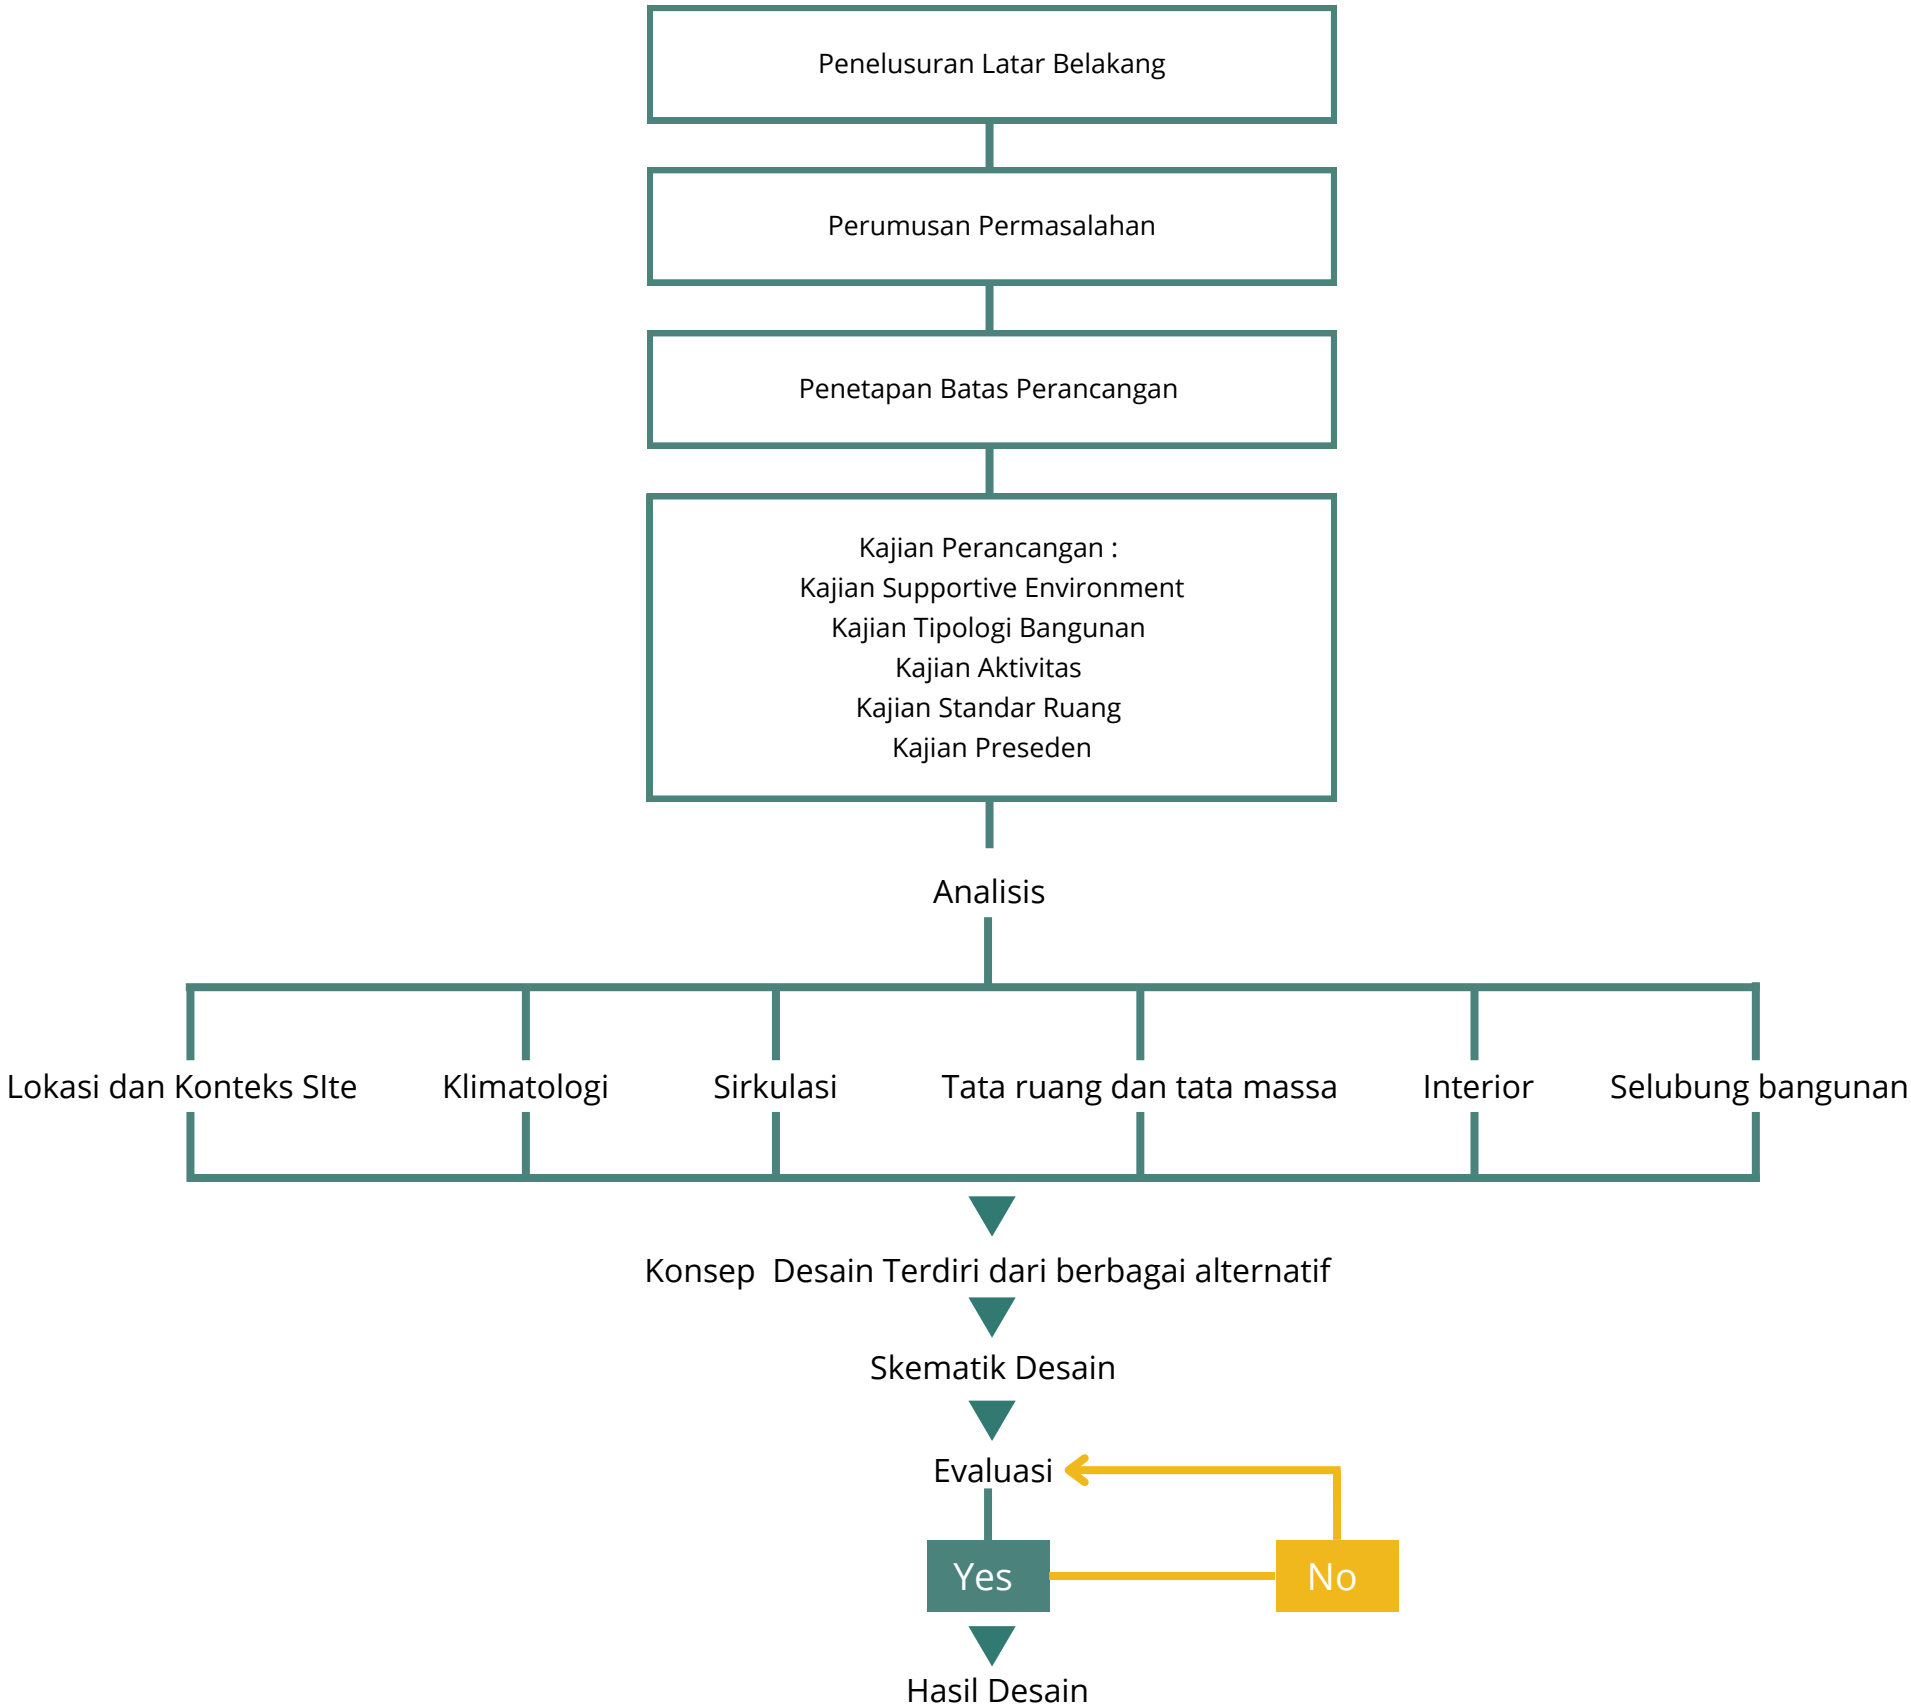 Penelusuran Latar Belakang
Perumusan Permasalahan
Penetapan Batas Perancangan
Kajian Perancangan :
Kajian Supportive Environment
Kajian Tipologi Bangunan
Kajian Aktivitas
Kajian Standar Ruang
Kajian Preseden
Analisis
Lokasi dan Konteks SIte
Klimatologi
Sirkulasi
Tata ruang dan tata massa
Interior
Selubung bangunan
Konsep  Desain Terdiri dari berbagai alternatif
Skematik Desain
Evaluasi
Yes
No
Hasil Desain